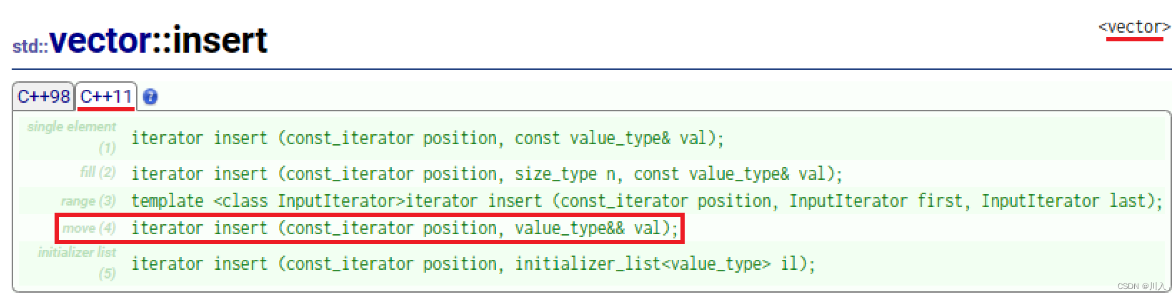 std::vector::insert
<vector>
C++98 C++11 ?
single element
(1) iterator insert (const_iterator position, const value_type& val);
fill (2) iterator insert (const_iterator position, size_type n, const value_type& val);
range (3) template <class InputIterator>iterator insert (const_iterator position, InputIterator first, InputIterator last);
move (4) iterator insert (const_iterator position, value_type&& val);
initializer list
(5) iterator insert (const_iterator position, initializer_list<value_type> il);
CSDN @川入